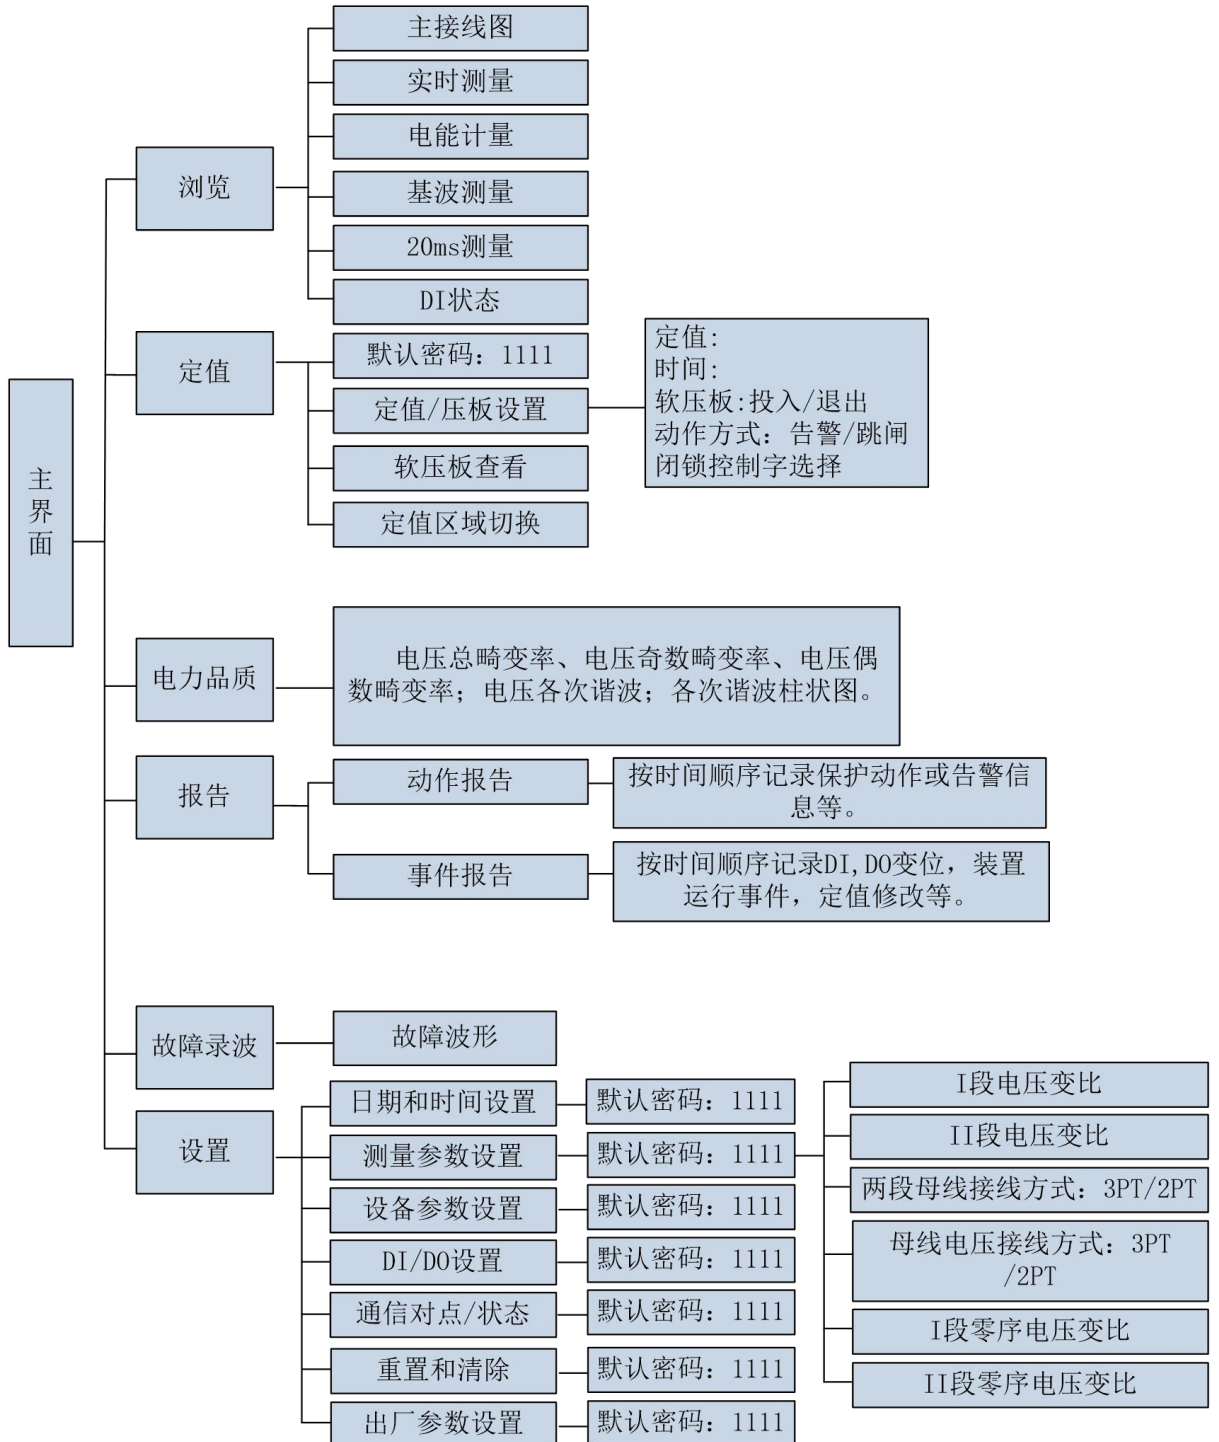 主界面
浏览
主接线图
实时测量
电能计量
基波测量
20ms测量
DI状态
定值
默认密码：1111
定值/压板设置
定值:
时间:
软压板:投入/退出
动作方式：告警/跳闸
闭锁控制字选择
软压板查看
定值区域切换
电力品质
电压总畸变率、电压奇数畸变率、电压偶
数畸变率；电压各次谐波；各次谐波柱状图。
报告
动作报告
按时间顺序记录保护动作或告警信
息等。
事件报告
按时间顺序记录DI,DO变位，装置
运行事件，定值修改等。
故障录波
故障波形
设置
日期和时间设置
默认密码：1111
测量参数设置
默认密码：1111
I段电压变比
II段电压变比
两段母线接线方式：3PT/2PT
母线电压接线方式：3PT
/2PT
I段零序电压变比
II段零序电压变比
设备参数设置
默认密码：1111
DI/DO设置
默认密码：1111
通信对点/状态
默认密码：1111
重置和清除
默认密码：1111
出厂参数设置
默认密码：1111